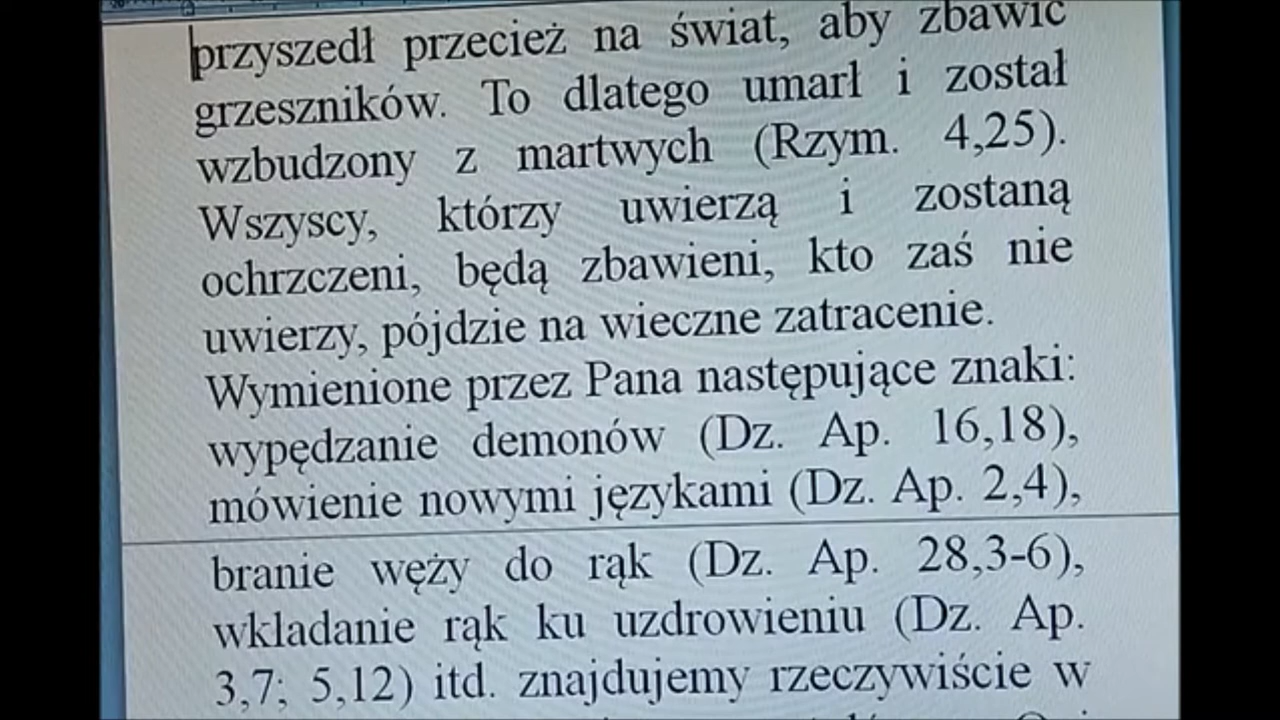 przyszedł przecież na świat, aby zbawić
grzeszników. To dlatego umarł i został
wzbudzony z martwych (Rzym. 4,25).
Wszyscy, którzy uwierzą i zostaną
ochrzczeni, będą zbawieni, kto zaś nie
uwierzy, pójdzie na wieczne zatracenie.
Wymienione przez Pana następujące znaki:
wypędzanie demonów (Dz. Ap. 16,18),
mówienie nowymi językami (Dz. Ap. 2,4),
branie węży do rąk (Dz. Ap. 28,3-6),
wkładanie rąk ku uzdrowieniu (Dz. Ap.
3,7; 5,12) itd. znajdujemy rzeczywiście w